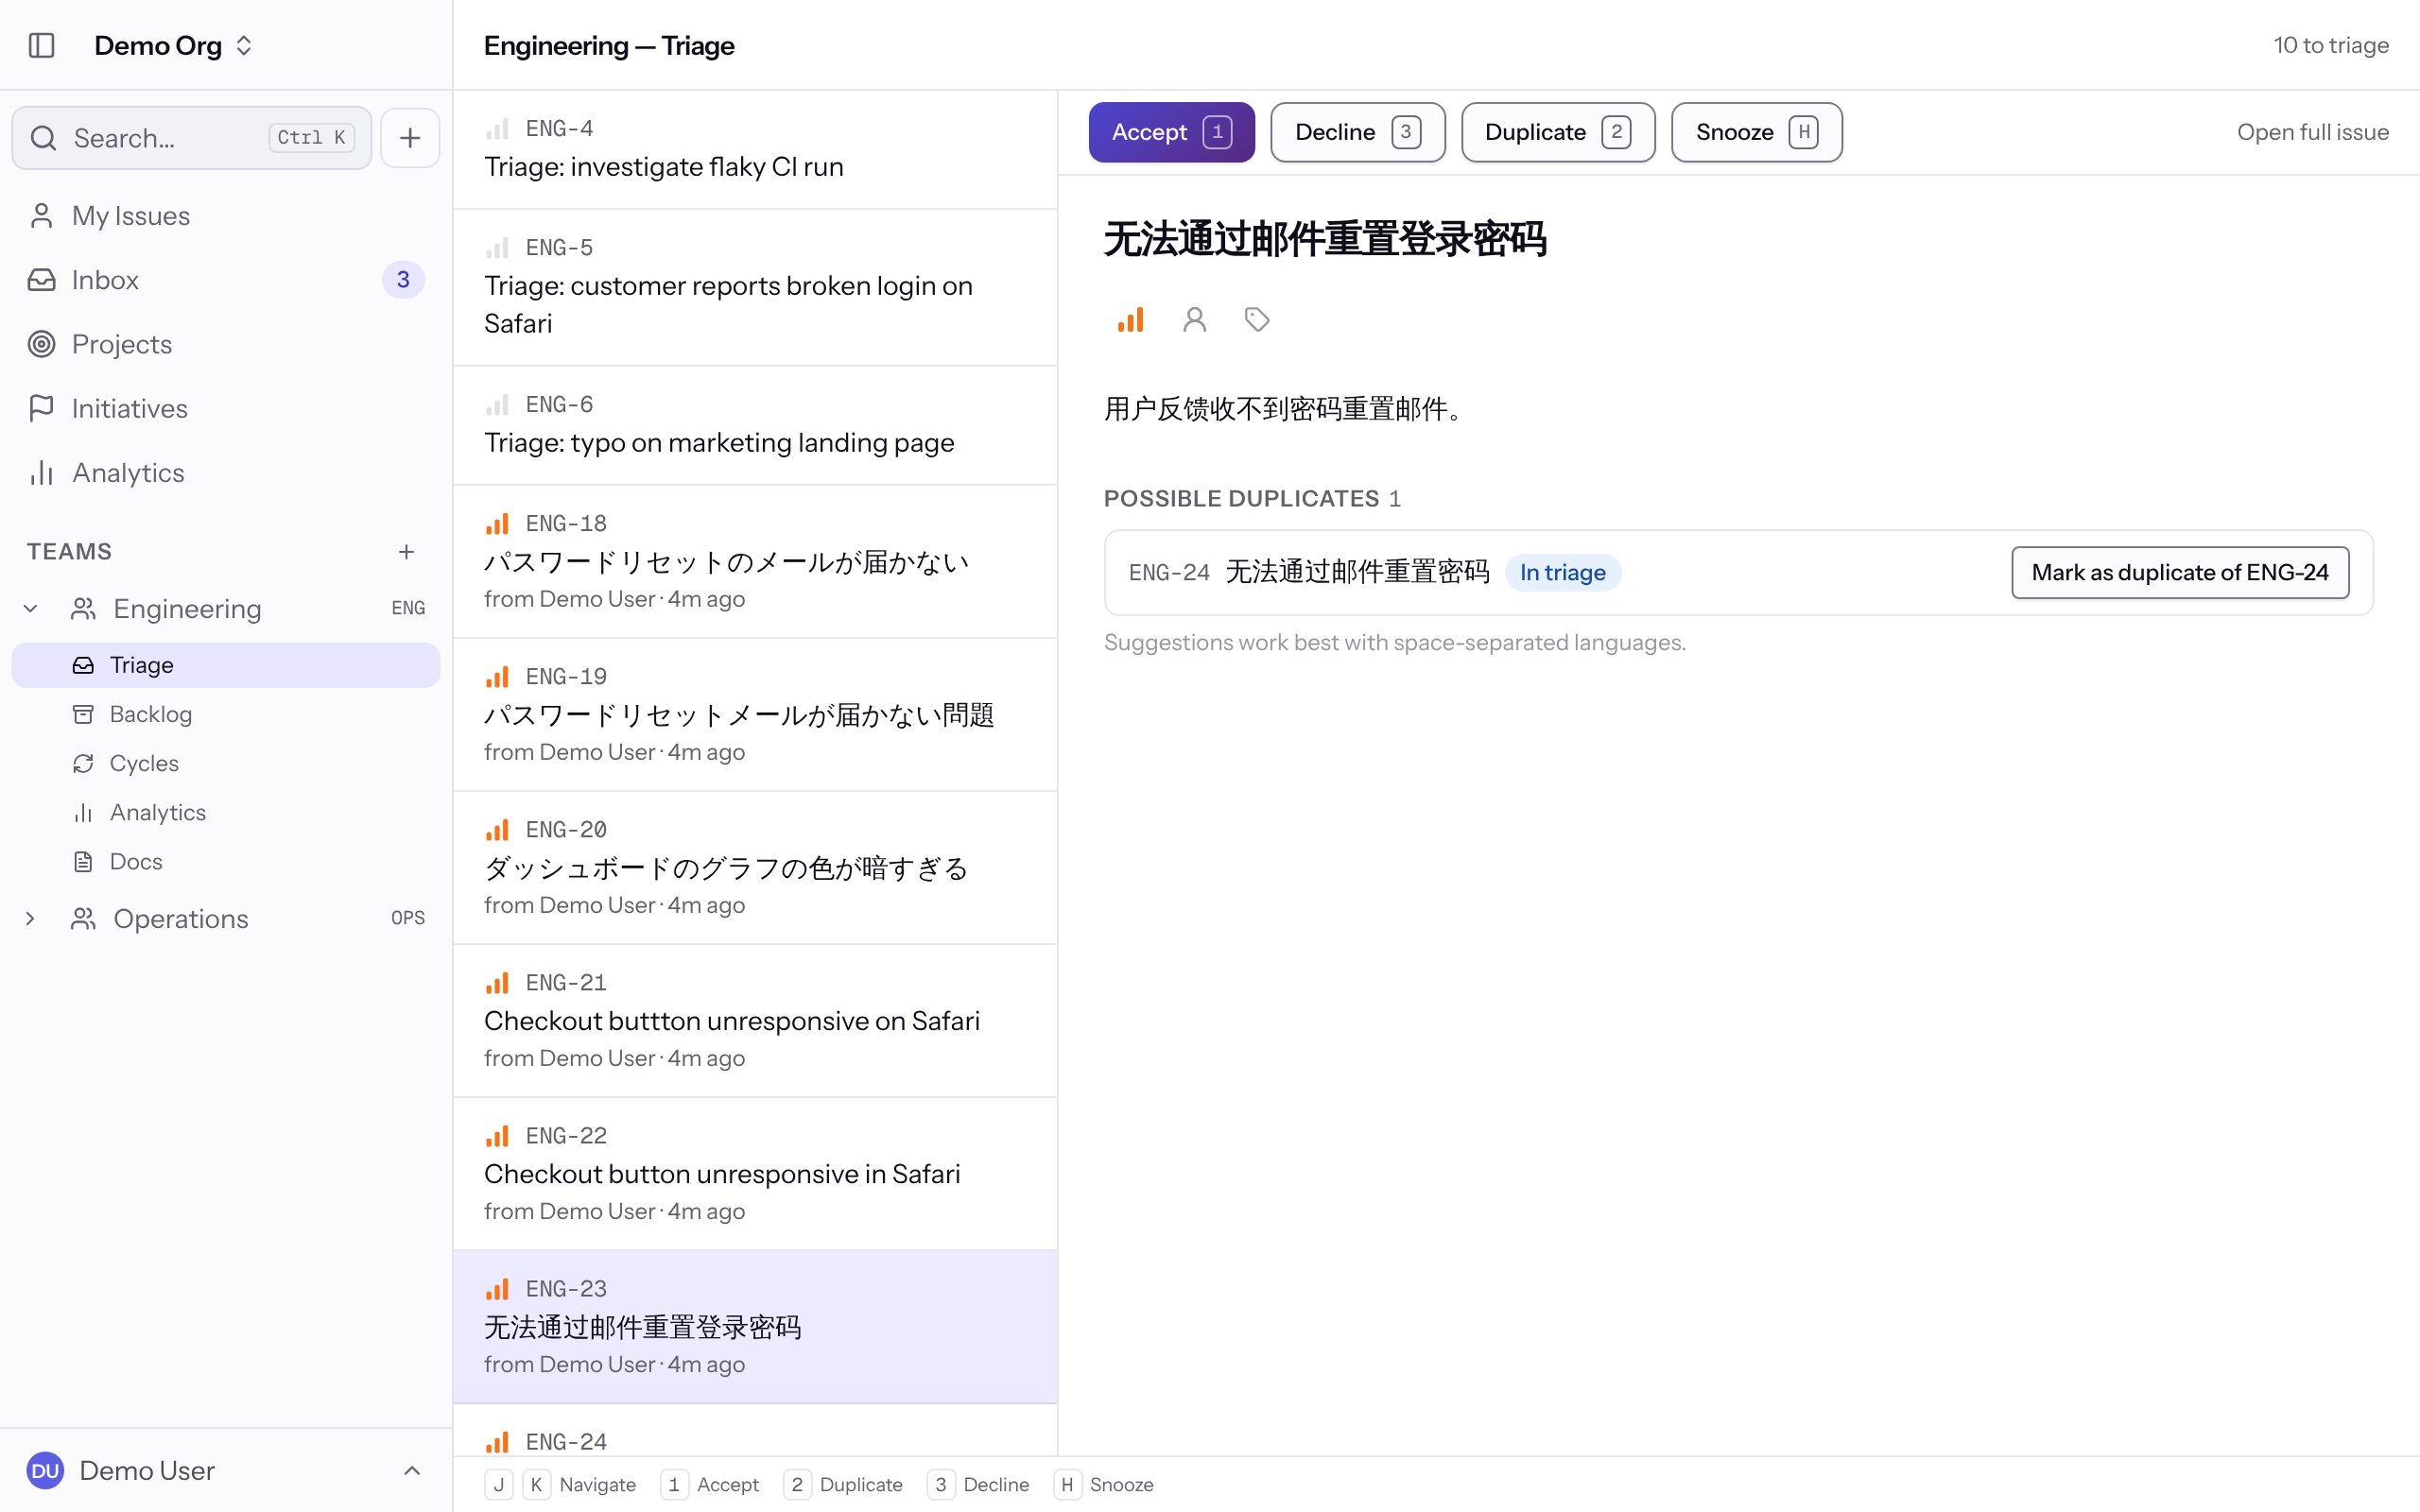 Demo Org
Search...
Ctrl K
My Issues
Inbox
3
Projects
Initiatives
Analytics
TEAMS
Engineering
ENG
Triage
Backlog
Cycles
Analytics
Docs
Operations
OPS
DU
Demo User
Engineering — Triage
10 to triage
ENG-4
Triage: investigate flaky CI run
ENG-5
Triage: customer reports broken login on
Safari
ENG-6
Triage: typo on marketing landing page
ENG-18
パスワードリセットのメールが届かない
from Demo User · 4m ago
ENG-19
パスワードリセットメールが届かない問題
from Demo User · 4m ago
ENG-20
ダッシュボードのグラフの色が暗すぎる
from Demo User · 4m ago
ENG-21
Checkout buttton unresponsive on Safari
from Demo User · 4m ago
ENG-22
Checkout button unresponsive in Safari
from Demo User · 4m ago
ENG-23
无法通过邮件重置登录密码
from Demo User · 4m ago
ENG-24
Accept 1
Decline 3
Duplicate 2
Snooze H
Open full issue
无法通过邮件重置登录密码
用户反馈收不到密码重置邮件。
POSSIBLE DUPLICATES 1
ENG-24 无法通过邮件重置密码 In triage
Mark as duplicate of ENG-24
Suggestions work best with space-separated languages.
J K Navigate 1 Accept 2 Duplicate 3 Decline H Snooze